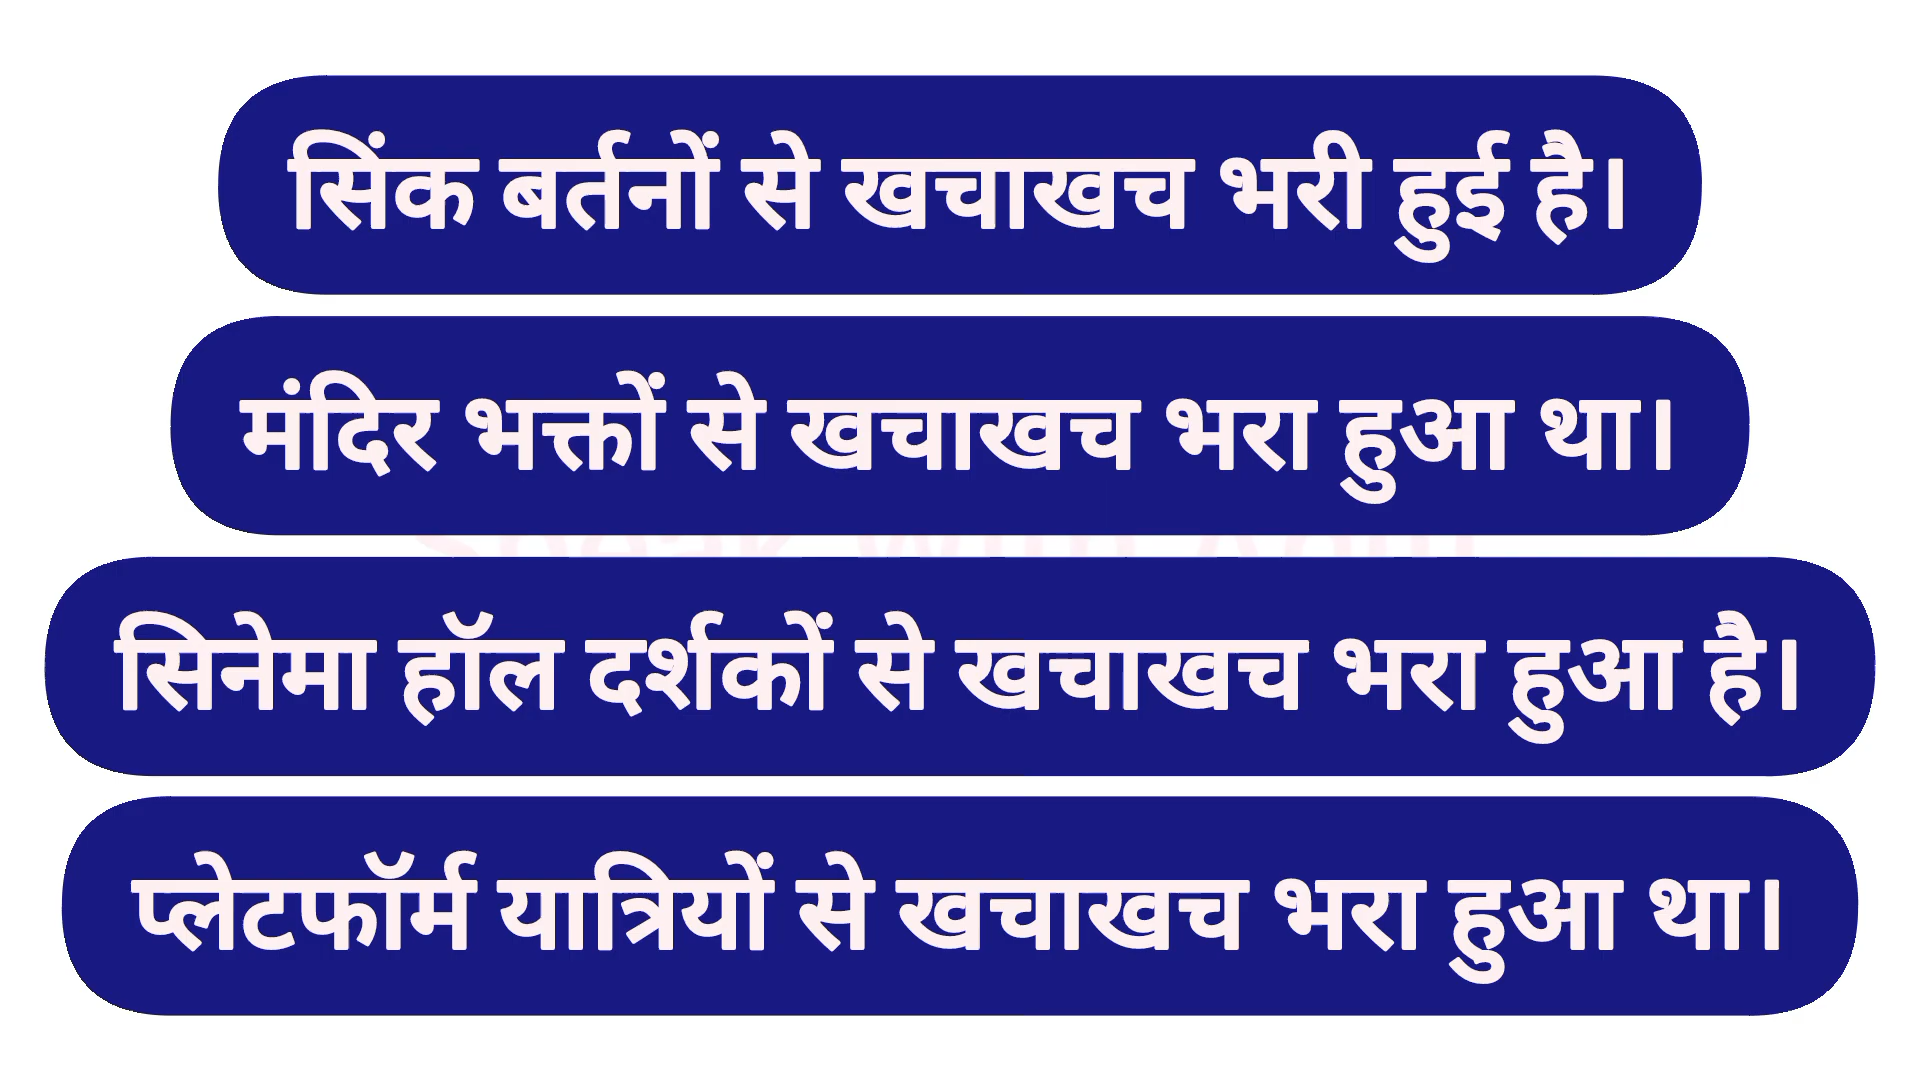 सिंक बर्तनों से खचाखच भरी हुई है।
मंदिर भक्तों से खचाखच भरा हुआ था।
सिनेमा हॉल दर्शकों से खचाखच भरा हुआ है।
प्लेटफॉर्म यात्रियों से खचाखच भरा हुआ था।